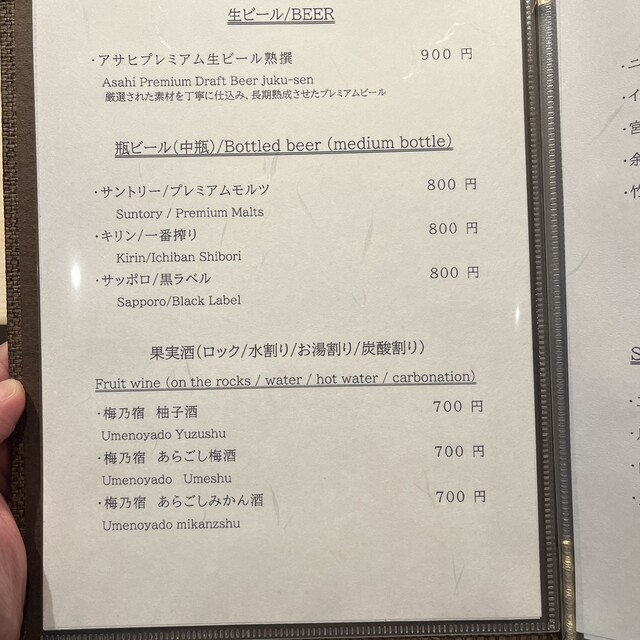 生ビール/BEER
・アサヒプレミアム生ビール熟撰 900 円
Asahi Premium Draft Beer juku-sen
厳選された素材を丁寧に仕込み、長期熟成させたプレミアムビール
瓶ビール(中瓶)/Bottled beer (medium bottle)
・サントリー/プレミアムモルツ 800 円
Suntory / Premium Malts
・キリン/一番搾り 800 円
Kirin/Ichiban Shibori
・サッポロ/黒ラベル 800 円
Sapporo/Black Label
果実酒(ロック/水割り/お湯割り/炭酸割り)
Fruit wine (on the rocks / water / hot water / carbonation)
・梅乃宿 柚子酒 700 円
Umenoyado Yuzushu
・梅乃宿 あらごし梅酒 700 円
Umenoyado Umeshu
・梅乃宿 あらごしみかん酒 700 円
Umenoyado mikanzshu